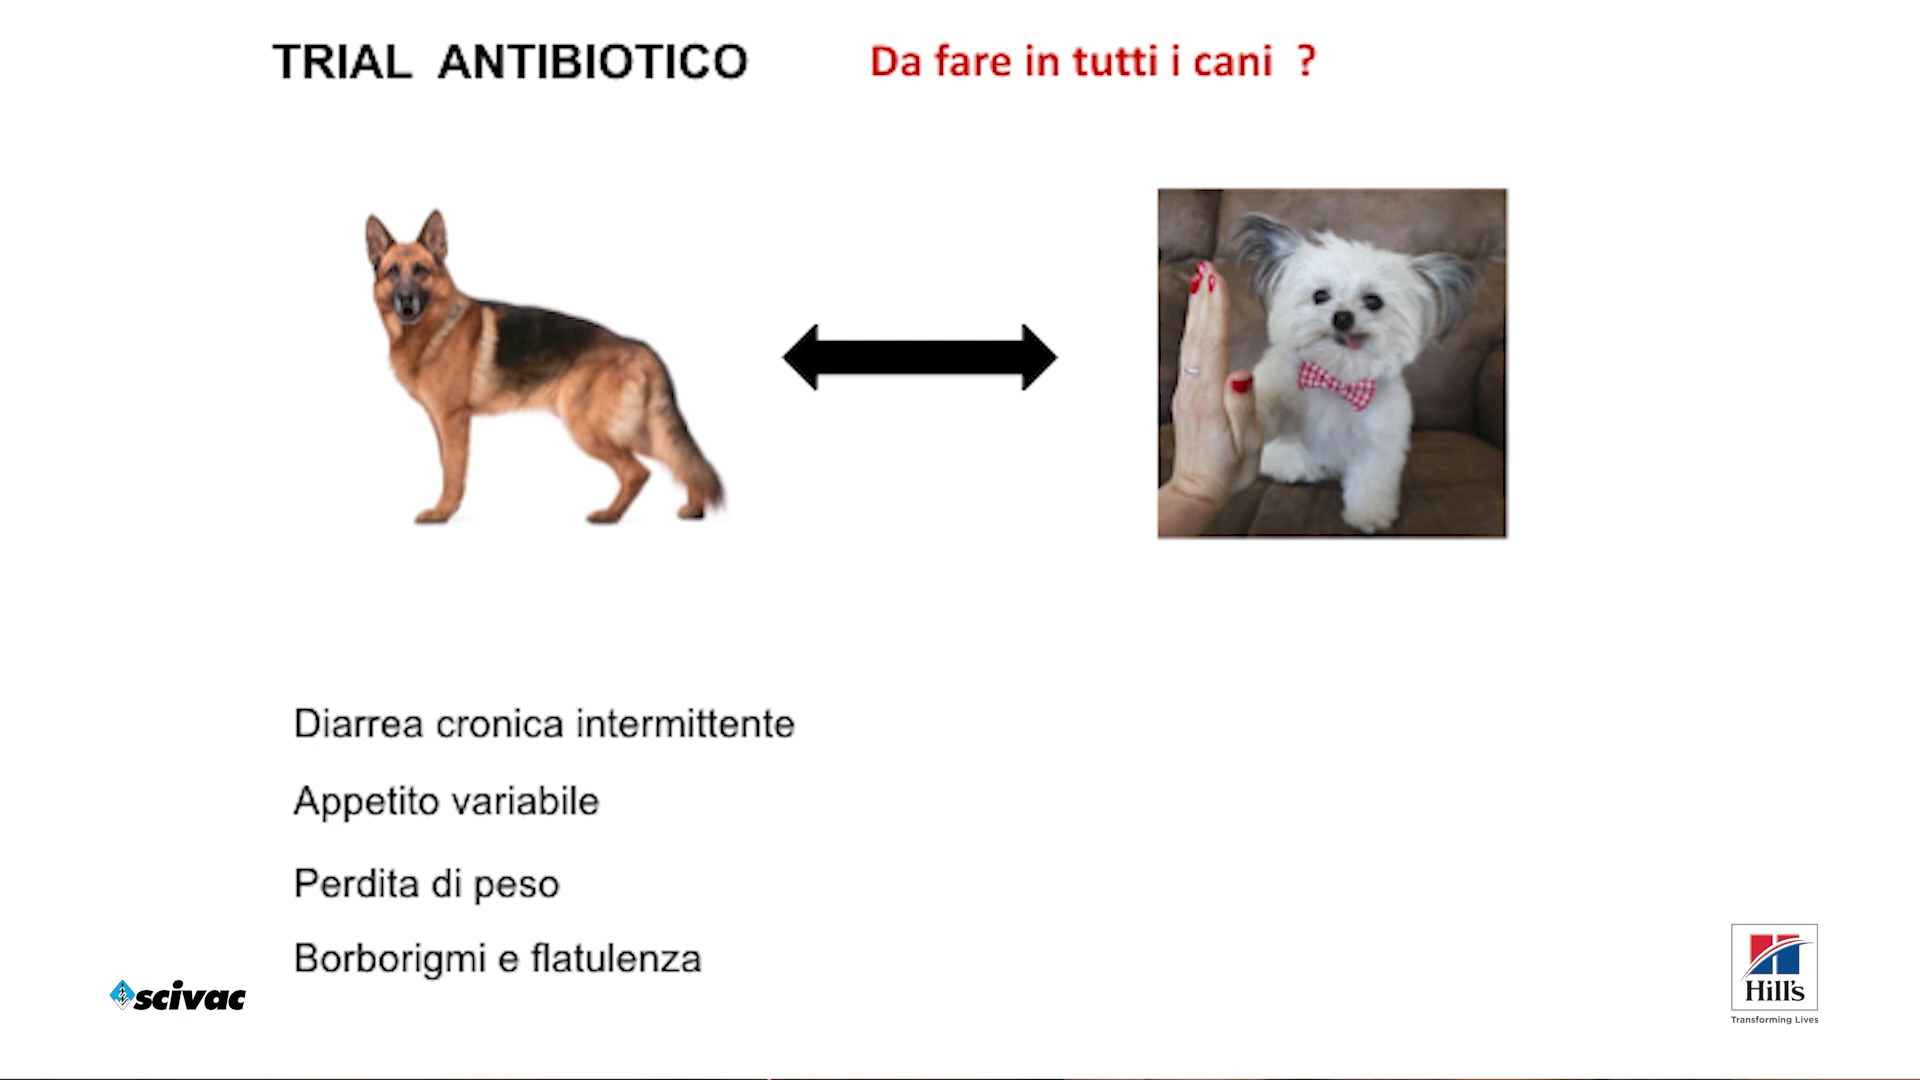 TRIAL ANTIBIOTICO
Da fare in tutti i cani ?
Diarrea cronica intermittente
Appetito variabile
Perdita di peso
Borborigmi e flatulenza
scivac
Hill's
Transforming Lives